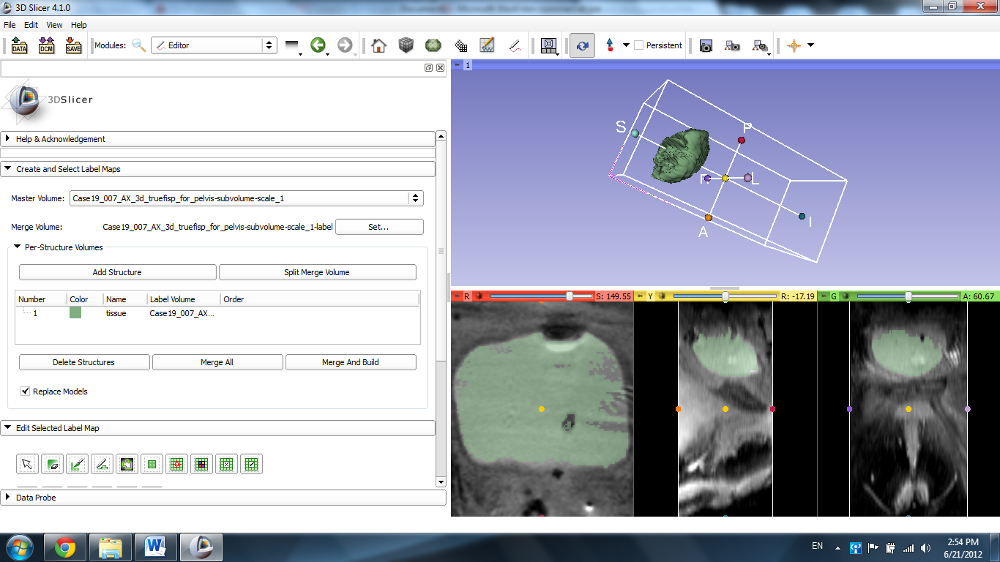 3D Slicer 4.1.0
File Edit View Help
DATA DCM SAVE Modules: Editor Persistent
3DSlicer
Help & Acknowledgement
Create and Select Label Maps
Master Volume: Case19_007_AX_3d_truefisp_for_pelvis-subvolume-scale_1
Merge Volume: Case19_007_AX_3d_truefisp_for_pelvis-subvolume-scale_1-label Set...
Per-Structure Volumes
Add Structure Split Merge Volume
Number Color Name Label Volume Order
1 tissue Case19_007_AX...
Delete Structures Merge All Merge And Build
Replace Models
Edit Selected Label Map
Data Probe
1
S P
R L
A I
R S: 149.55 Y R: -17.19 G A: 60.67
EN 2:54 PM
6/21/2012